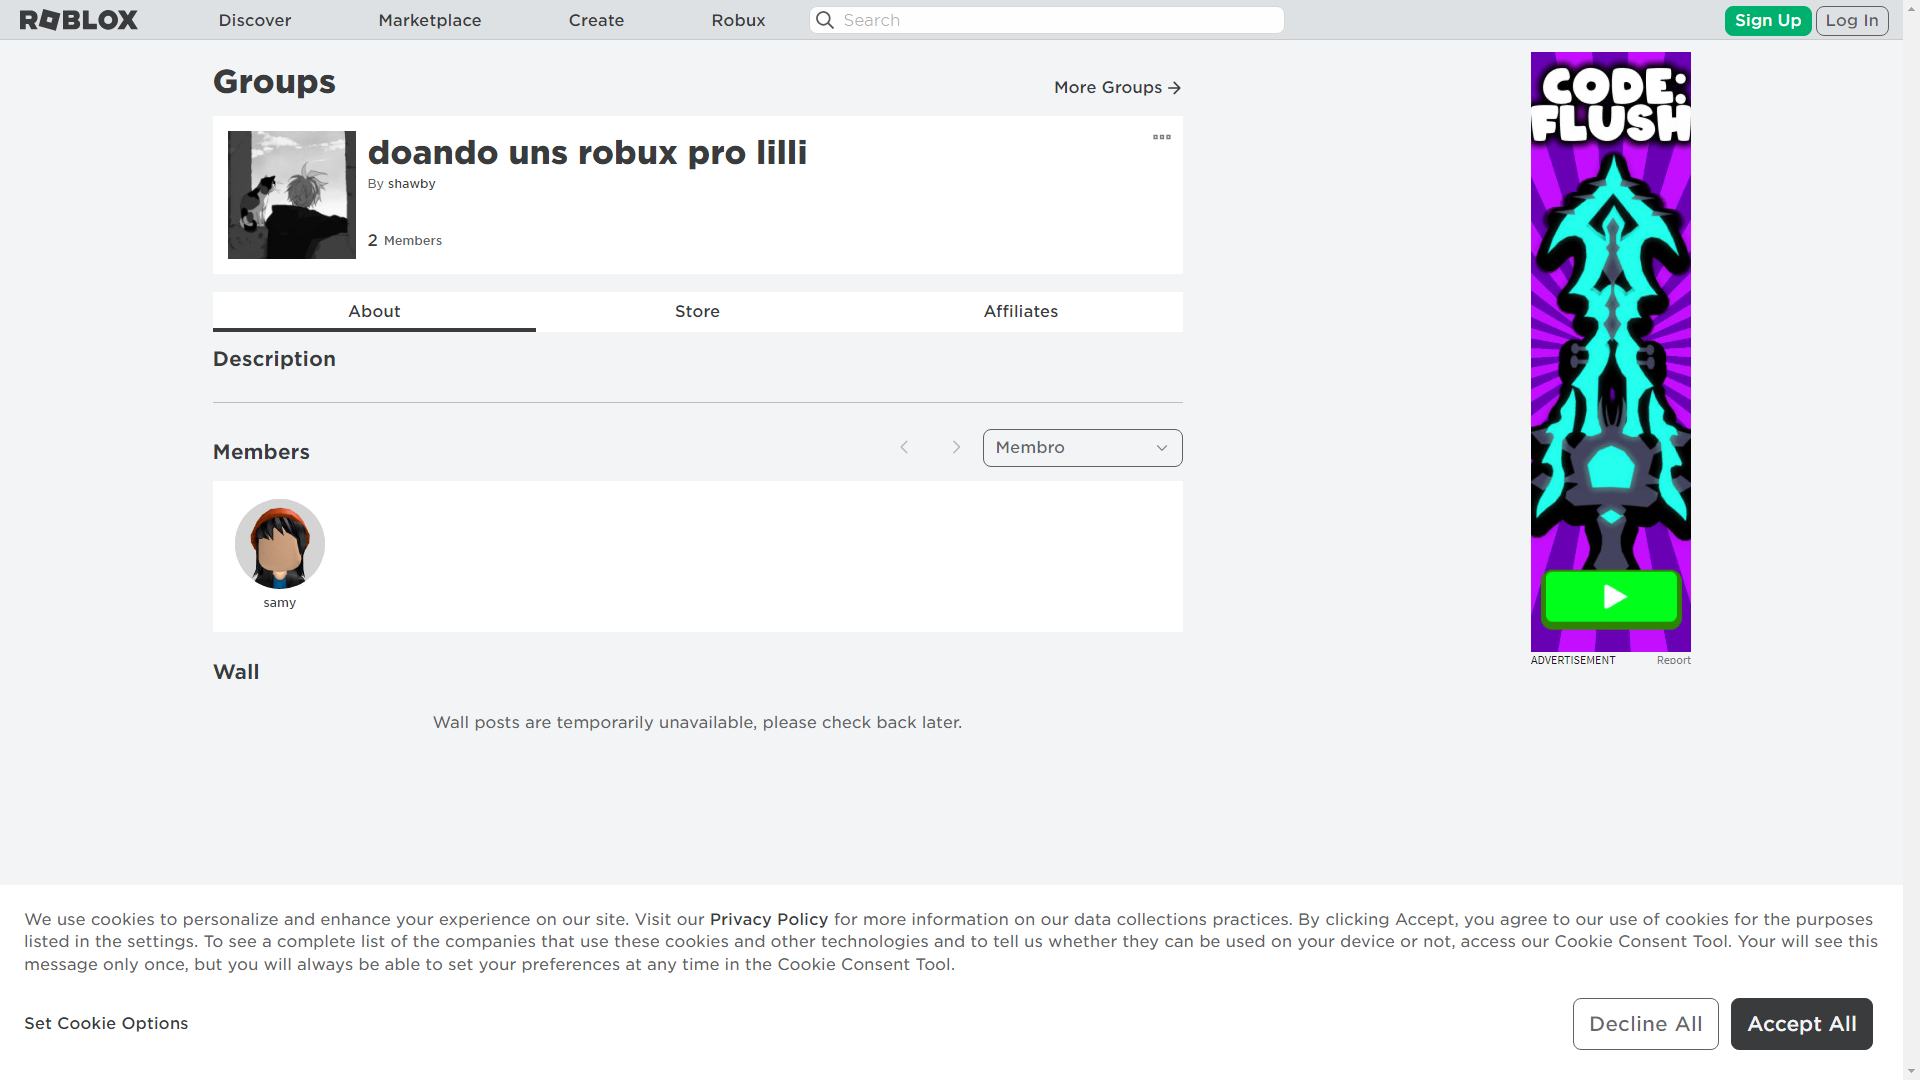 ROBLOX
Discover
Marketplace
Create
Robux
Search
Sign Up
Log In
Groups
More Groups
doando uns robux pro lilli
By shawby
2 Members
About
Store
Affiliates
Description
Members
Membro
samy
Wall
Wall posts are temporarily unavailable, please check back later.
CODE:
FLUSH
ADVERTISEMENT
Report
We use cookies to personalize and enhance your experience on our site. Visit our Privacy Policy for more information on our data collections practices. By clicking Accept, you agree to our use of cookies for the purposes
listed in the settings. To see a complete list of the companies that use these cookies and other technologies and to tell us whether they can be used on your device or not, access our Cookie Consent Tool. Your will see this
message only once, but you will always be able to set your preferences at any time in the Cookie Consent Tool.
Set Cookie Options
Decline All
Accept All